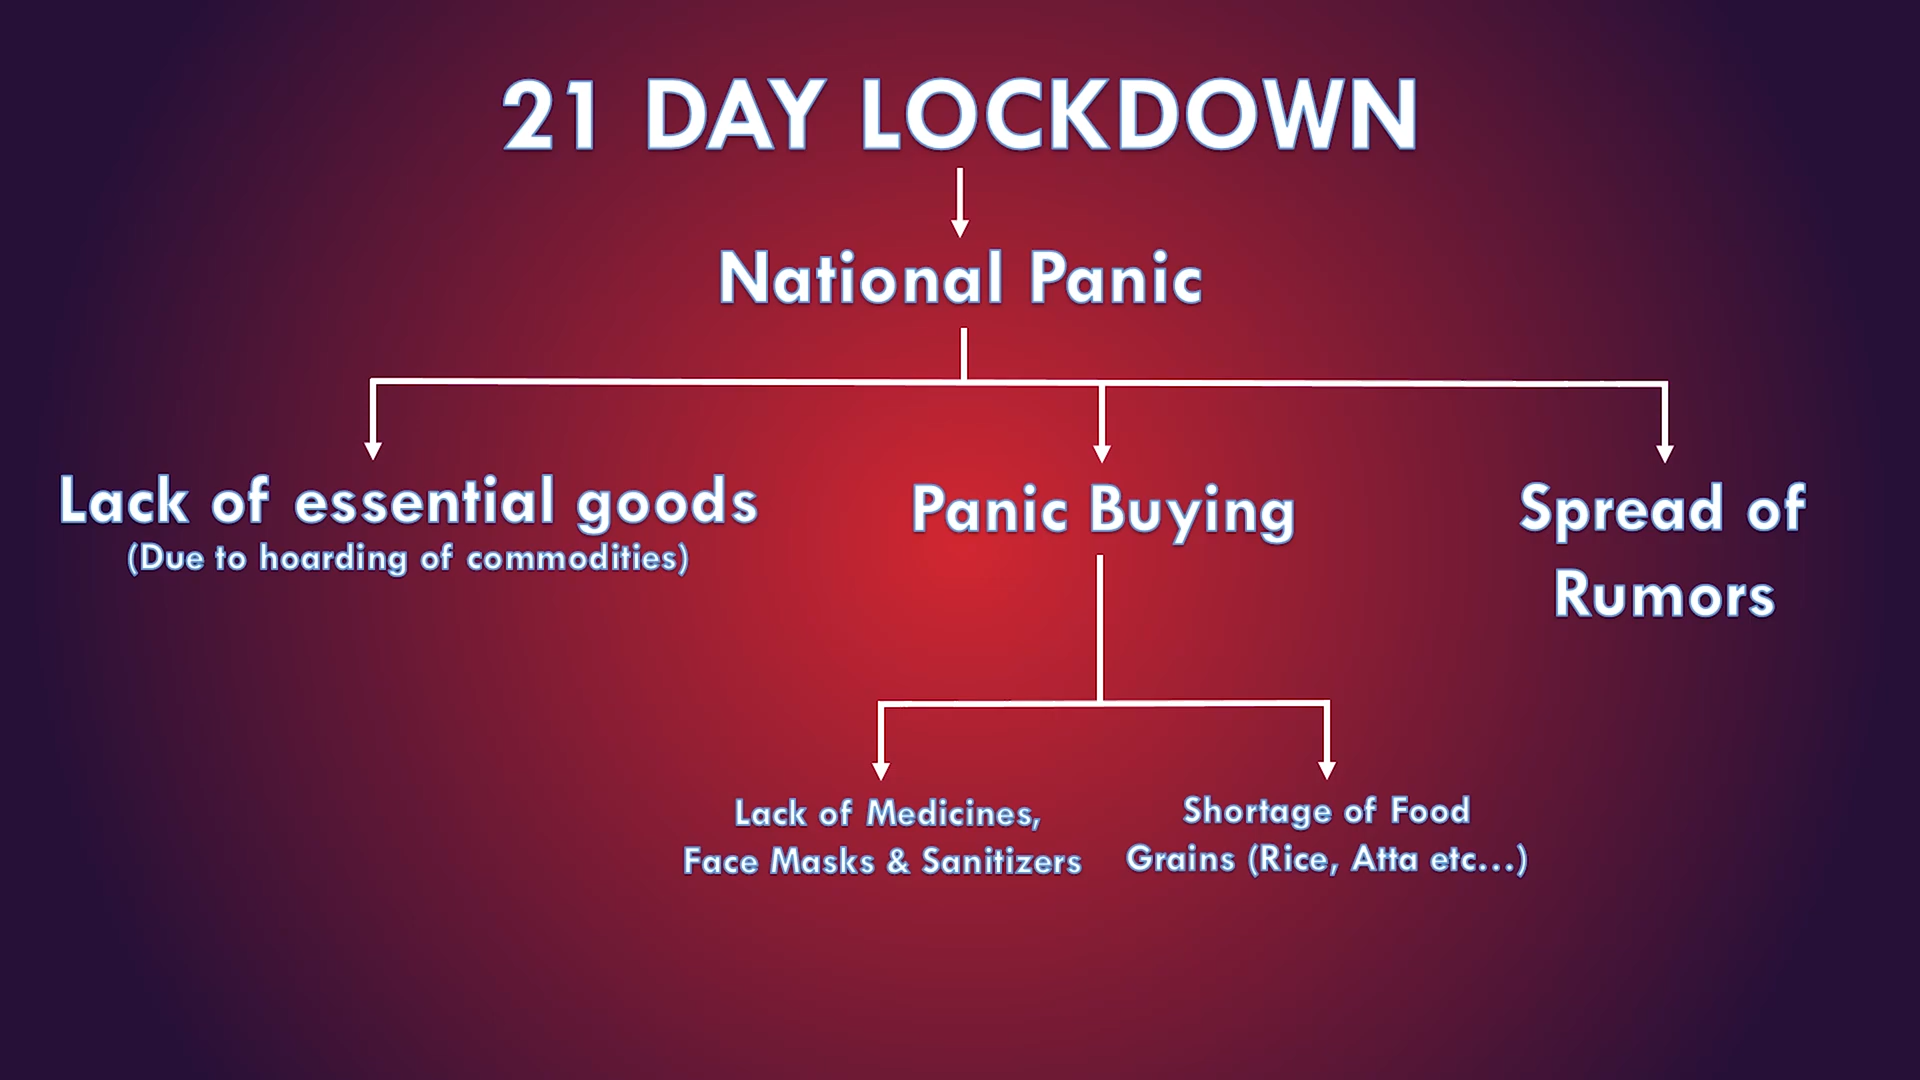 21 DAY LOCKDOWN
National Panic
Lack of essential goods
(Due to hoarding of commodities)
Panic Buying
Spread of
Rumors
Lack of Medicines,
Face Masks & Sanitizers
Shortage of Food
Grains (Rice, Atta etc...)